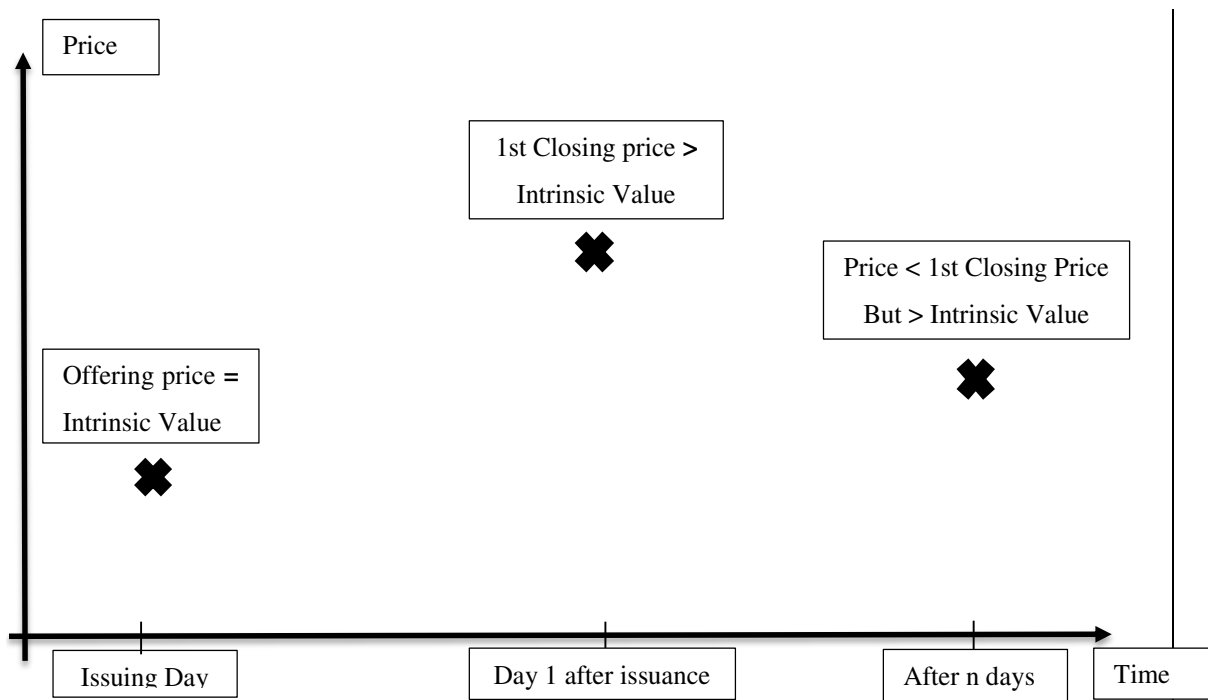 Price
1st Closing price >
Intrinsic Value
Price < 1st Closing Price
But > Intrinsic Value
Offering price =
Intrinsic Value
Issuing Day
Day 1 after issuance
After n days
Time